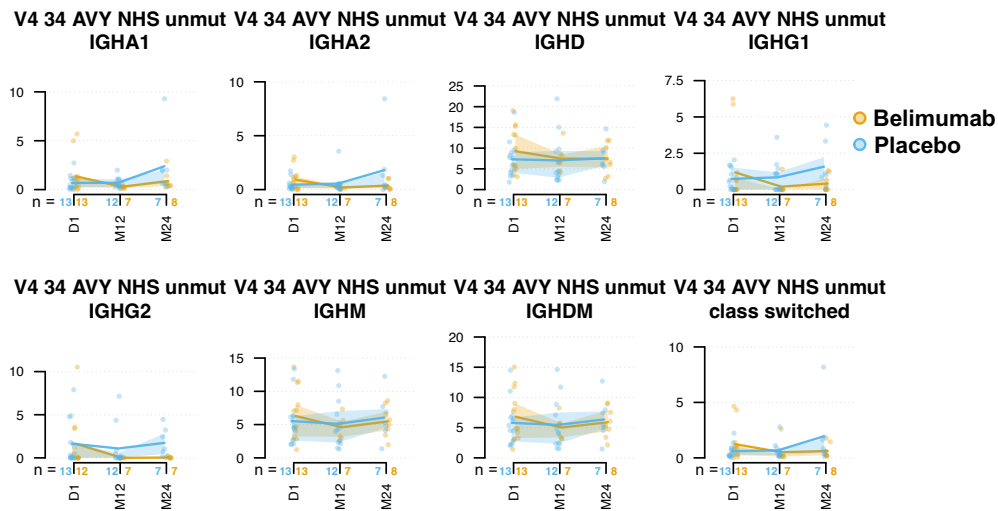 V4 34 AVY NHS unmut V4 34 AVY NHS unmut V4 34 AVY NHS unmut V4 34 AVY NHS unmut
IGHA1 IGHA2 IGHD IGHG1
10 5 0
10 5 0
25 20 15 10 5 0
7.5 5 2.5 0
Belimumab
Placebo
n = 13 13 12 7 7 8
n = 13 13 12 7 7 8
n = 13 13 12 7 7 8
n = 13 13 12 7 7 8
D1 M12 M24
D1 M12 M24
D1 M12 M24
D1 M12 M24
V4 34 AVY NHS unmut V4 34 AVY NHS unmut V4 34 AVY NHS unmut V4 34 AVY NHS unmut
IGHG2 IGHM IGHDM class switched
10 5 0
15 10 5 0
20 15 10 5 0
10 5 0
n = 13 12 12 7 7 7
n = 13 13 12 7 7 8
n = 13 13 12 7 7 8
n = 13 13 12 7 7 8
D1 M12 M24
D1 M12 M24
D1 M12 M24
D1 M12 M24